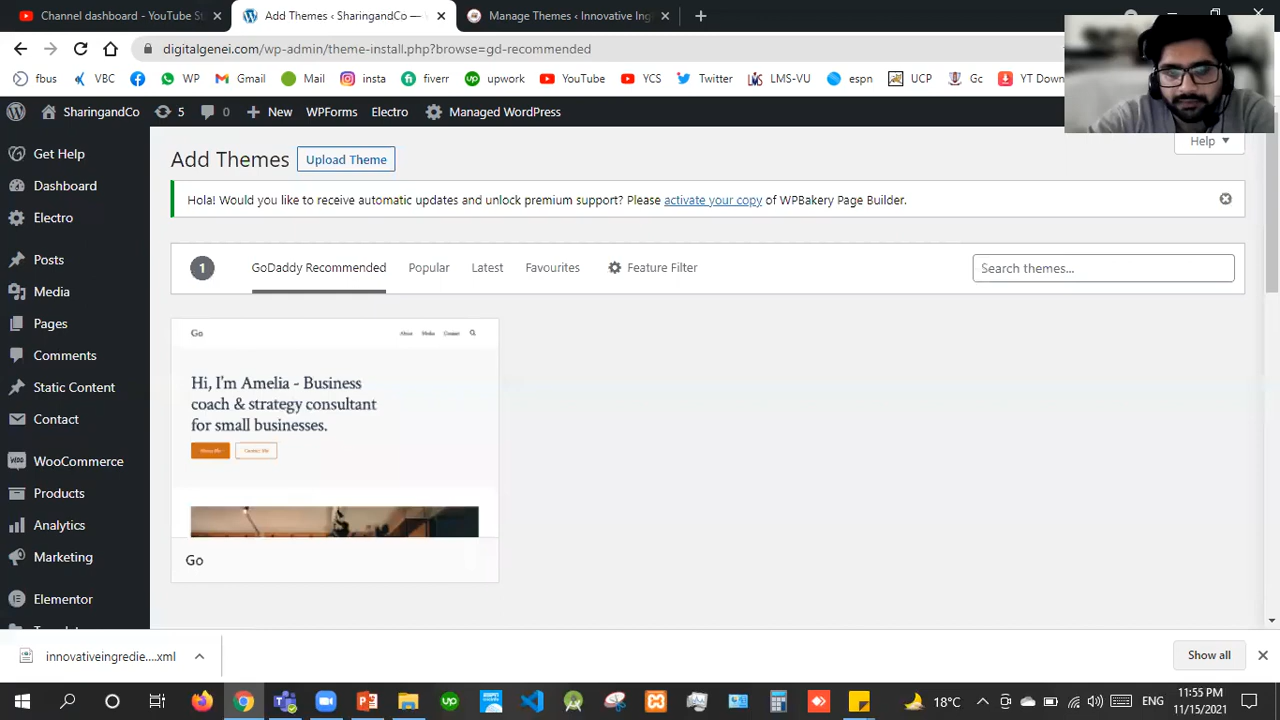 Channel dashboard - YouTube St
Add Themes ‹ SharingandCo —
Manage Themes ‹ Innovative Ing
digitalgenei.com/wp-admin/theme-install.php?browse=gd-recommended
fbus VBC WP Gmail Mail insta fiverr upwork YouTube YCS Twitter LMS-VU espn UCP Gc YT Down
SharingandCo 5 0 New WPForms Electro Managed WordPress
Help
Get Help
Dashboard
Electro
Posts
Media
Pages
Comments
Static Content
Contact
WooCommerce
Products
Analytics
Marketing
Elementor
Add Themes Upload Theme
Hola! Would you like to receive automatic updates and unlock premium support? Please activate your copy of WPBakery Page Builder.
1 GoDaddy Recommended Popular Latest Favourites Feature Filter Search themes...
Go About Media Contact
Hi, I'm Amelia - Business
coach & strategy consultant
for small businesses.
Go
innovativeingredie....xml
Show all
18°C ENG 11:55 PM
11/15/2021